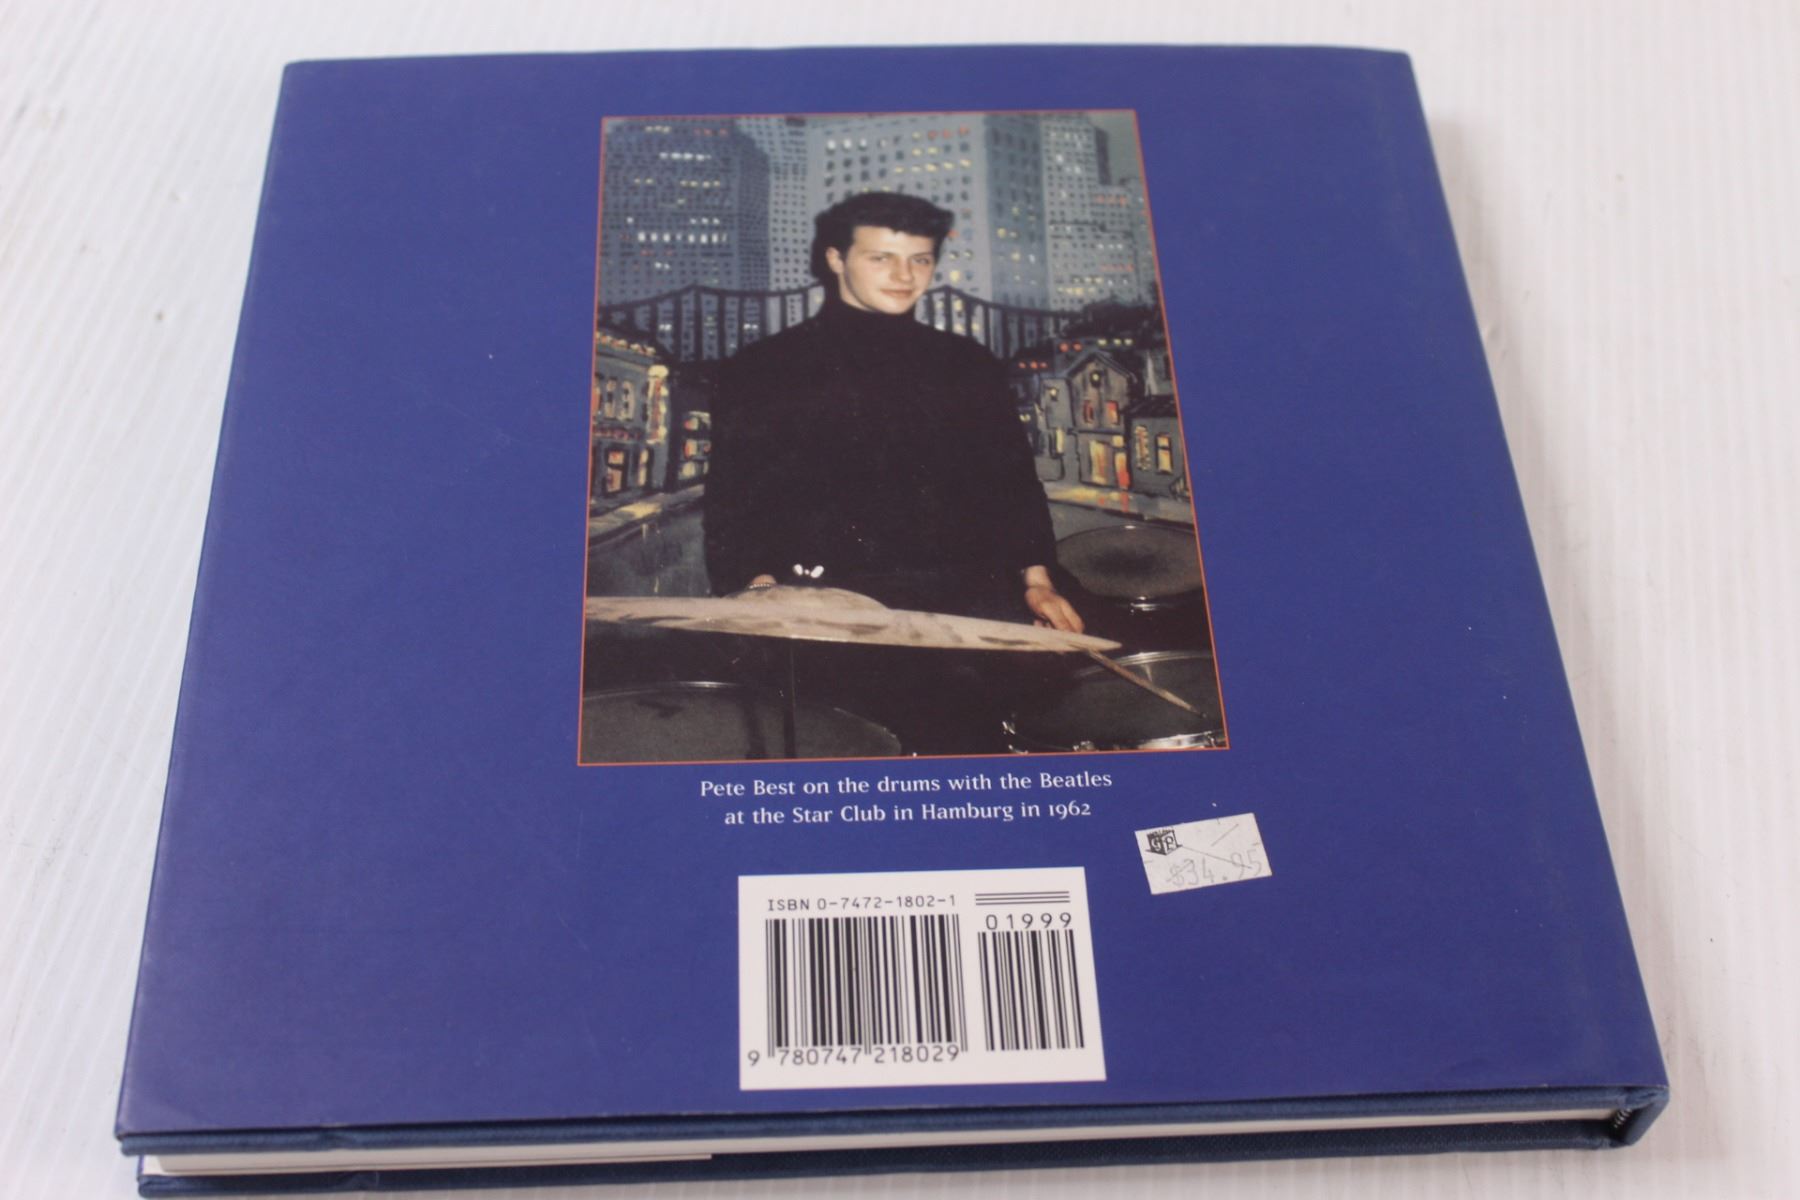 Pete Best on the drums with the Beatles
at the Star Club in Hamburg in 1962
GP
$34.95
ISBN 0-7472-1802-1
01999
9 780747 218029